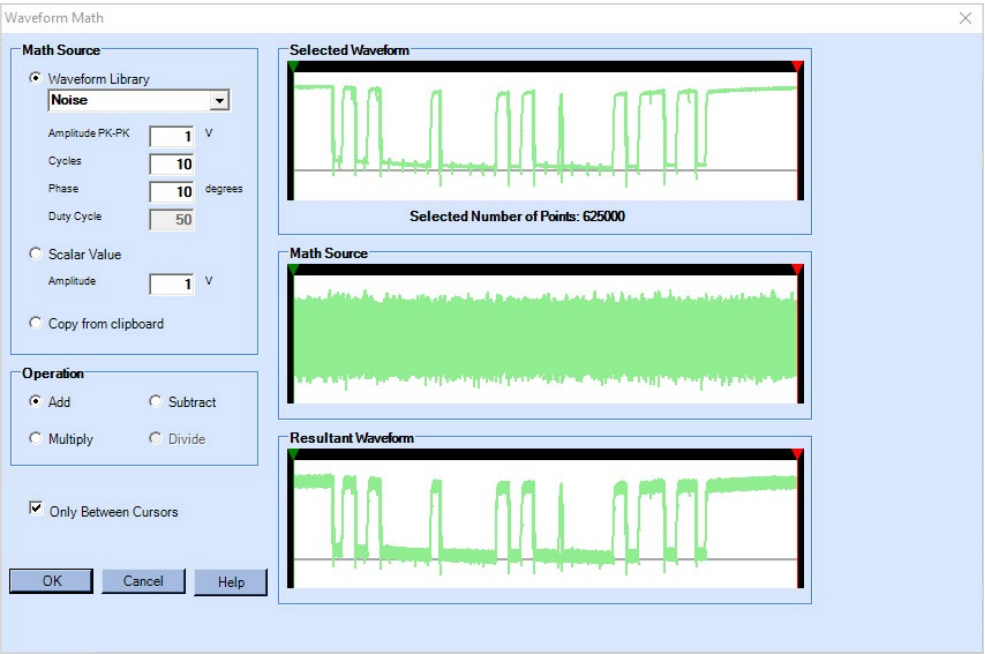 Waveform Math
Math Source
Waveform Library
Noise
Amplitude PK-PK 1 V
Cycles 10
Phase 10 degrees
Duty Cycle 50
Scalar Value
Amplitude 1 V
Copy from clipboard
Operation
Add Subtract
Multiply Divide
Only Between Cursors
OK Cancel Help
Selected Waveform
Selected Number of Points: 625000
Math Source
Resultant Waveform